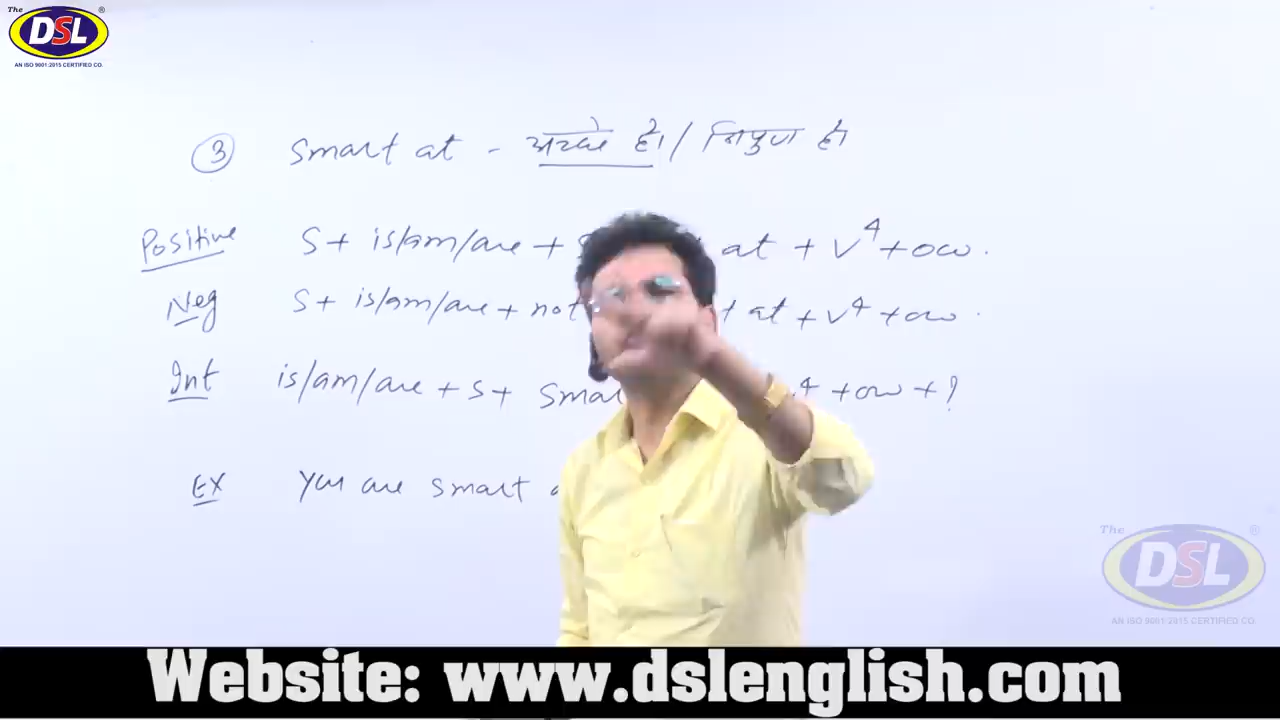 The DSL ®
AN ISO 9001:2015 CERTIFIED CO.
③ Smart at - अच्छे हो / निपुण हो
Positive S + is/am/are + at + V4 + ow.
Neg S + is/am/are + not at + V4 + ow.
Int is/am/are + S + + ow + ?
Ex You are smart
The DSL ®
AN ISO 9001:2015 CERTIFIED CO.
Website: www.dslenglish.com